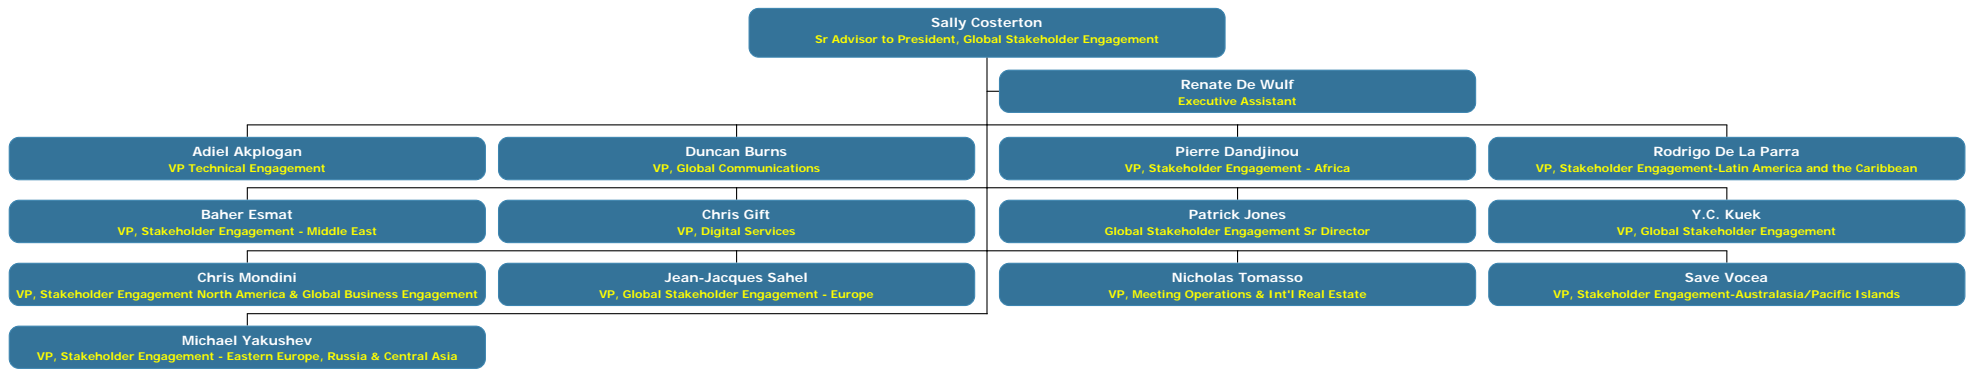 Sally Costerton
Sr Advisor to President, Global Stakeholder Engagement
Renate De Wulf
Executive Assistant
Adiel Akplogan
VP Technical Engagement
Duncan Burns
VP, Global Communications
Pierre Dandjinou
VP, Stakeholder Engagement - Africa
Rodrigo De La Parra
VP, Stakeholder Engagement-Latin America and the Caribbean
Baher Esmat
VP, Stakeholder Engagement - Middle East
Chris Gift
VP, Digital Services
Patrick Jones
Global Stakeholder Engagement Sr Director
Y.C. Kuek
VP, Global Stakeholder Engagement
Chris Mondini
VP, Stakeholder Engagement North America & Global Business Engagement
Jean-Jacques Sahel
VP, Global Stakeholder Engagement - Europe
Nicholas Tomasso
VP, Meeting Operations & Int'l Real Estate
Save Vocea
VP, Stakeholder Engagement-Australasia/Pacific Islands
Michael Yakushev
VP, Stakeholder Engagement - Eastern Europe, Russia & Central Asia